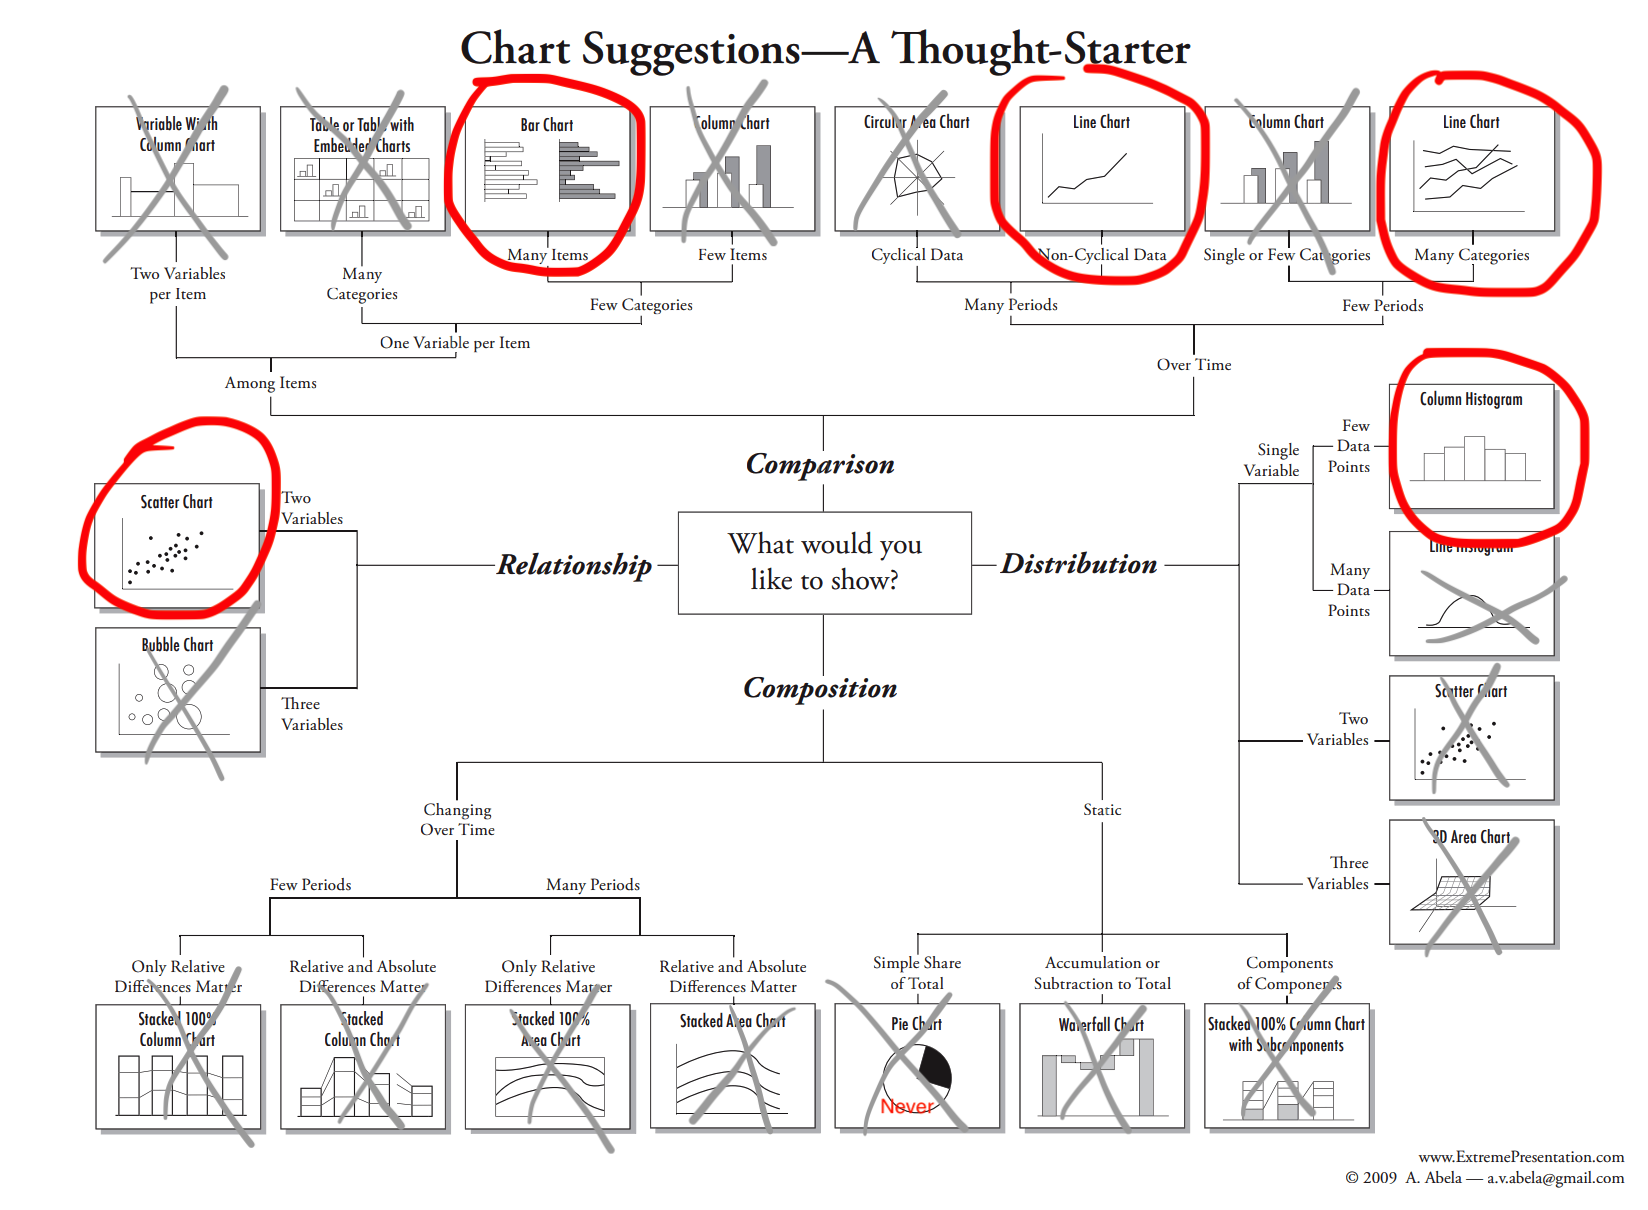 Chart Suggestions—A Thought-Starter
Variable Width
Column Chart
Table or Table with
Embedded Charts
Bar Chart
Column Chart
Circular Area Chart
Line Chart
Column Chart
Line Chart
Two Variables
per Item
Many
Categories
Many Items
Few Items
Cyclical Data
Non-Cyclical Data
Single or Few Categories
Many Categories
Few Categories
Many Periods
Few Periods
One Variable per Item
Over Time
Among Items
Comparison
Column Histogram
Few
Data
Points
Single
Variable
Scatter Chart
Two
Variables
Relationship
What would you
like to show?
Distribution
Line Histogram
Many
Data
Points
Bubble Chart
Three
Variables
Composition
Scatter Chart
Two
Variables
3D Area Chart
Three
Variables
Changing
Over Time
Static
Few Periods
Many Periods
Only Relative
Differences Matter
Relative and Absolute
Differences Matter
Only Relative
Differences Matter
Relative and Absolute
Differences Matter
Simple Share
of Total
Accumulation or
Subtraction to Total
Components
of Components
Stacked 100%
Column Chart
Stacked
Column Chart
Stacked 100%
Area Chart
Stacked Area Chart
Pie Chart
Never
Waterfall Chart
Stacked 100% Column Chart
with Subcomponents
www.ExtremePresentation.com
© 2009 A. Abela — a.v.abela@gmail.com